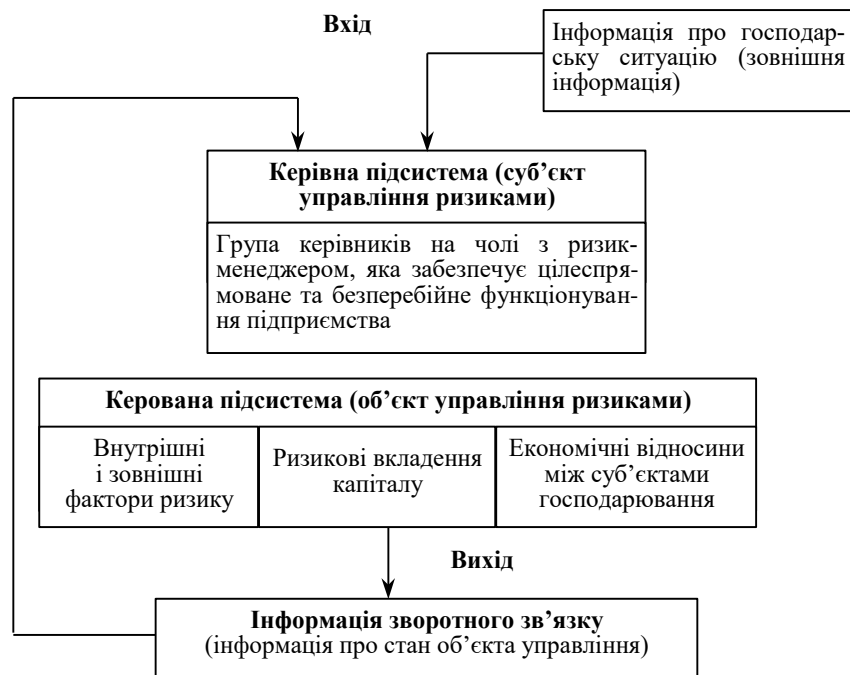 Вхід
Інформація про господар-
ську ситуацію (зовнішня
інформація)
Керівна підсистема (суб’єкт
управління ризиками)
Група керівників на чолі з ризик-
менеджером, яка забезпечує цілеспря-
моване та безперебійне функціонуван-
ня підприємства
Керована підсистема (об’єкт управління ризиками)
Внутрішні
і зовнішні
фактори ризику
Ризикові вкладення
капіталу
Економічні відносини
між суб’єктами
господарювання
Вихід
Інформація зворотного зв’язку
(інформація про стан об’єкта управління)